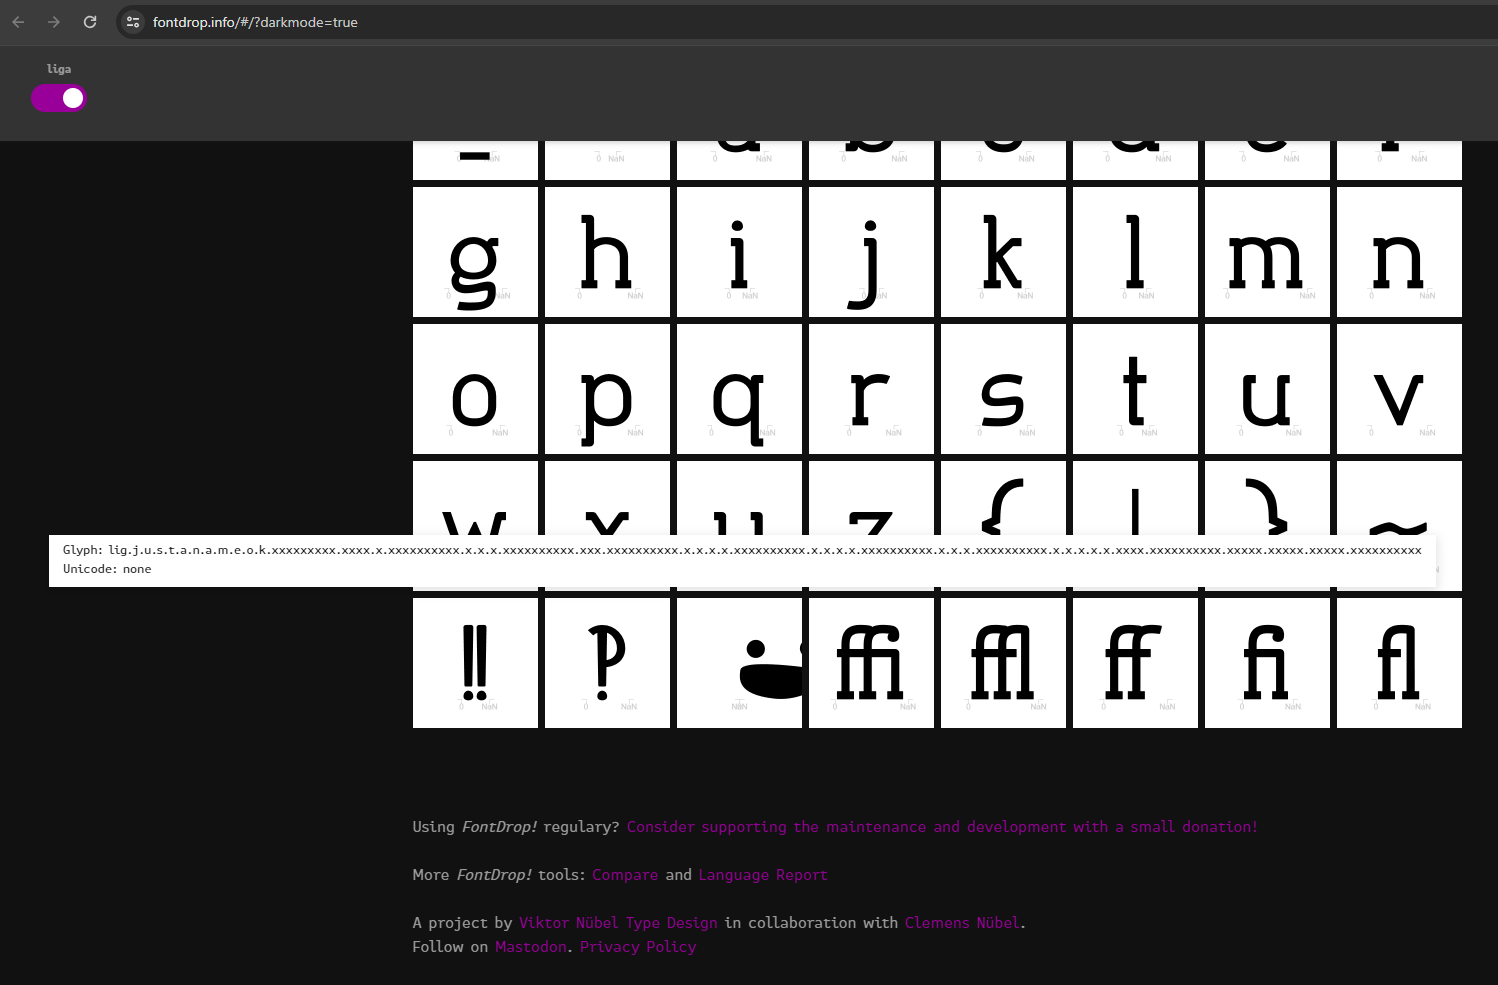 fontdrop.info/#/?darkmode=true
liga
0 NaN 0 NaN 0 NaN 0 NaN 0 NaN 0 NaN 0 NaN 0 NaN
g h i j k l m n
0 NaN 0 NaN 0 NaN 0 NaN 0 NaN 0 NaN 0 NaN 0 NaN
o p q r s t u v
0 NaN 0 NaN 0 NaN 0 NaN 0 NaN 0 NaN 0 NaN 0 NaN
w x y z { | } ~
Glyph: lig.j.u.s.t.a.n.a.m.e.o.k.xxxxxxxxx.xxxx.x.xxxxxxxxxx.x.x.x.xxxxxxxxxx.xxx.xxxxxxxxxx.x.x.x.x.xxxxxxxxxx.x.x.x.x.xxxxxxxxxx.x.x.x.xxxxxxxxxx.x.x.x.x.x.xxxx.xxxxxxxxxx.xxxxx.xxxxx.xxxxx.xxxxxxxxxx
Unicode: none
‼ ‽ ffi ffl ff fi fl
0 NaN 0 NaN NaN 0 NaN 0 NaN 0 NaN 0 NaN 0 NaN
Using FontDrop! regulary? Consider supporting the maintenance and development with a small donation!
More FontDrop! tools: Compare and Language Report
A project by Viktor Nübel Type Design in collaboration with Clemens Nübel.
Follow on Mastodon. Privacy Policy